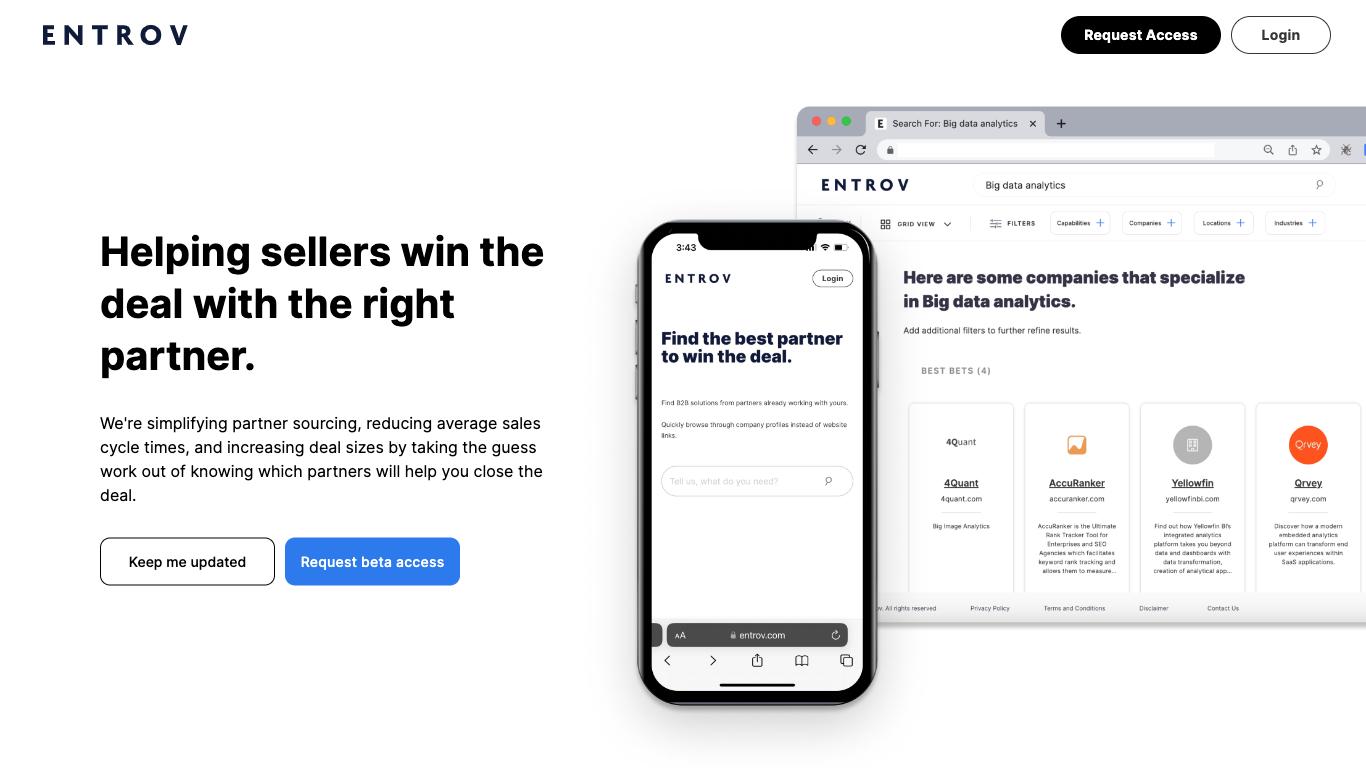 ENTROV
Request Access
Login
Helping sellers win the
deal with the right
partner.
We're simplifying partner sourcing, reducing average sales
cycle times, and increasing deal sizes by taking the guess
work out of knowing which partners will help you close the
deal.
Keep me updated
Request beta access
3:43
ENTROV
Login
Find the best partner
to win the deal.
Find B2B solutions from partners already working with yours.
Quickly browse through company profiles instead of website
links.
Tell us, what do you need?
AA
entrov.com
E
Search For: Big data analytics
ENTROV
Big data analytics
GRID VIEW
FILTERS
Capabilities
Companies
Locations
Industries
Here are some companies that specialize
in Big data analytics.
Add additional filters to further refine results.
BEST BETS (4)
4Quant
4Quant
4quant.com
Big Image Analytics
AccuRanker
accuranker.com
AccuRanker is the Ultimate
Rank Tracker Tool for
Enterprises and SEO
Agencies which facilitates
keyword rank tracking and
allows them to measure...
Yellowfin
yellowfinbi.com
Find out how Yellowfin BI's
integrated analytics
platform takes you beyond
data and dashboards with
data transformation,
creation of analytical app...
Qrvey
Qrvey
qrvey.com
Discover how a modern
embedded analytics
platform can transform end
user experiences within
SaaS applications.
All rights reserved
Privacy Policy
Terms and Conditions
Disclaimer
Contact Us